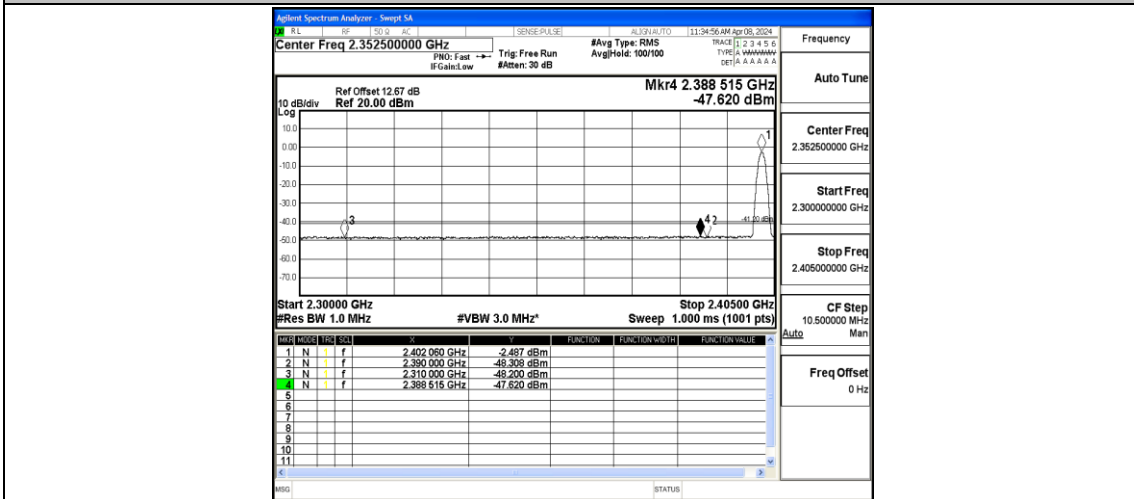 Agilent Spectrum Analyzer - Swept SA
RL RF 50 Ω AC SENSE:PULSE ALIGN AUTO 11:34:56 AM Apr 08, 2024
Center Freq 2.352500000 GHz
PNO: Fast
IFGain:Low
Trig: Free Run
#Atten: 30 dB
#Avg Type: RMS
Avg|Hold: 100/100
TRACE 1 2 3 4 5 6
TYPE A WWWWW
DET A A A A A A
Ref Offset 12.67 dB
10 dB/div Ref 20.00 dBm
Log
Mkr4 2.388 515 GHz
-47.620 dBm
10.0
0.00
-10.0
-20.0
-30.0
-40.0
-50.0
-60.0
-70.0
1
3
4 2
-41.20 dBm
Start 2.30000 GHz Stop 2.40500 GHz
#Res BW 1.0 MHz #VBW 3.0 MHz* Sweep 1.000 ms (1001 pts)
MKR MODE TRC SCL X Y FUNCTION FUNCTION WIDTH FUNCTION VALUE
1 N 1 f 2.402 060 GHz -2.487 dBm
2 N 1 f 2.390 000 GHz -48.308 dBm
3 N 1 f 2.310 000 GHz -48.200 dBm
4 N 1 f 2.388 515 GHz -47.620 dBm
5
6
7
8
9
10
11
MSG STATUS
Frequency
Auto Tune
Center Freq
2.352500000 GHz
Start Freq
2.300000000 GHz
Stop Freq
2.405000000 GHz
CF Step
10.500000 MHz
Auto Man
Freq Offset
0 Hz